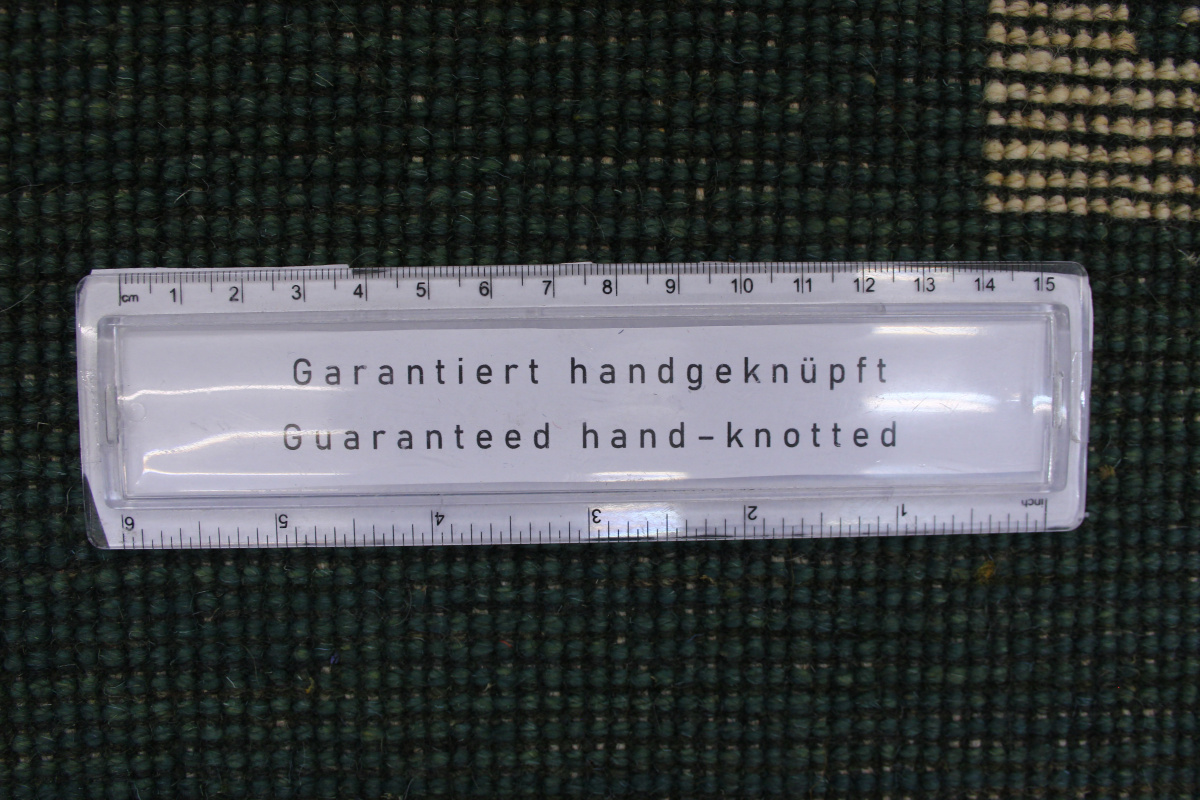 cm 1 2 3 4 5 6 7 8 9 10 11 12 13 14 15
Garantiert handgeknüpft
Guaranteed hand-knotted
6 5 4 3 2 1 inch